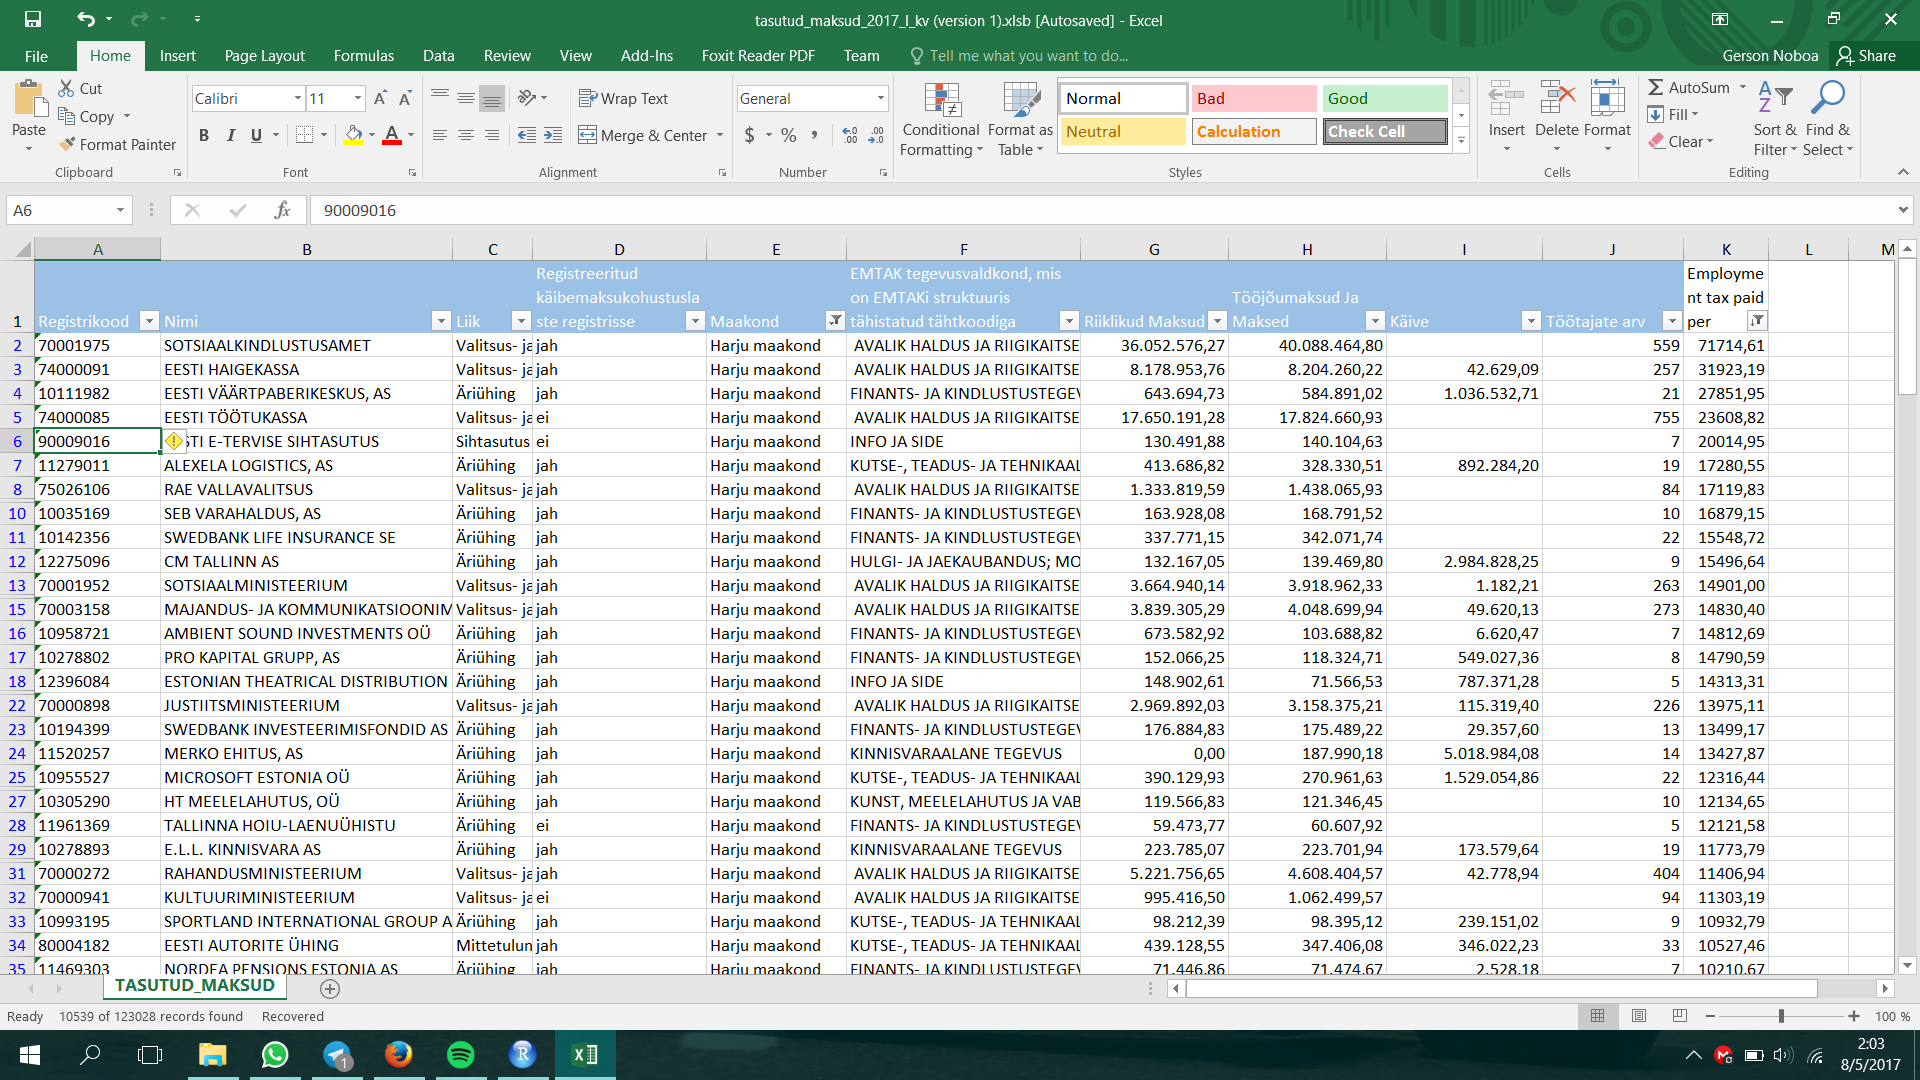 tasutud_maksud_2017_I_kv (version 1).xlsb [Autosaved] - Excel
File Home Insert Page Layout Formulas Data Review View Add-Ins Foxit Reader PDF Team Tell me what you want to do... Gerson Noboa Share
Paste Cut Copy Format Painter Clipboard
Calibri 11 A A B I U A Font
Wrap Text Merge & Center Alignment
General $ % , Number
Conditional Formatting Format as Table
Normal Bad Good
Neutral Calculation Check Cell
Styles
Insert Delete Format Cells
AutoSum Fill Clear Sort & Filter Find & Select Editing
A6 fx 90009016
A B C D E F G H I J K L M
1 Registrikood Nimi Liik Registreeritud käibemaksukohustuslaste registrisse Maakond EMTAK tegevusvaldkond, mis on EMTAKi struktuuris tähistatud tähtkoodiga Riiklikud Maksud Tööjõumaksud Ja Maksed Käive Töötajate arv Employment tax paid per
2 70001975 SOTSIAALKINDLUSTUSAMET Valitsus- ja jah Harju maakond AVALIK HALDUS JA RIIGIKAITSE 36.052.576,27 40.088.464,80 559 71714,61
3 74000091 EESTI HAIGEKASSA Valitsus- ja jah Harju maakond AVALIK HALDUS JA RIIGIKAITSE 8.178.953,76 8.204.260,22 42.629,09 257 31923,19
4 10111982 EESTI VÄÄRTPABERIKESKUS, AS Äriühing jah Harju maakond FINANTS- JA KINDLUSTUSTEGEV 643.694,73 584.891,02 1.036.532,71 21 27851,95
5 74000085 EESTI TÖÖTUKASSA Valitsus- ja ei Harju maakond AVALIK HALDUS JA RIIGIKAITSE 17.650.191,28 17.824.660,93 755 23608,82
6 90009016 STI E-TERVISE SIHTASUTUS Sihtasutus ei Harju maakond INFO JA SIDE 130.491,88 140.104,63 7 20014,95
7 11279011 ALEXELA LOGISTICS, AS Äriühing jah Harju maakond KUTSE-, TEADUS- JA TEHNIKAAL 413.686,82 328.330,51 892.284,20 19 17280,55
8 75026106 RAE VALLAVALITSUS Valitsus- ja jah Harju maakond AVALIK HALDUS JA RIIGIKAITSE 1.333.819,59 1.438.065,93 84 17119,83
10 10035169 SEB VARAHALDUS, AS Äriühing jah Harju maakond FINANTS- JA KINDLUSTUSTEGEV 163.928,08 168.791,52 10 16879,15
11 10142356 SWEDBANK LIFE INSURANCE SE Äriühing jah Harju maakond FINANTS- JA KINDLUSTUSTEGEV 337.771,15 342.071,74 22 15548,72
12 12275096 CM TALLINN AS Äriühing jah Harju maakond HULGI- JA JAEKAUBANDUS; MO 132.167,05 139.469,80 2.984.828,25 9 15496,64
13 70001952 SOTSIAALMINISTEERIUM Valitsus- ja jah Harju maakond AVALIK HALDUS JA RIIGIKAITSE 3.664.940,14 3.918.962,33 1.182,21 263 14901,00
15 70003158 MAJANDUS- JA KOMMUNIKATSIOONIM Valitsus- ja jah Harju maakond AVALIK HALDUS JA RIIGIKAITSE 3.839.305,29 4.048.699,94 49.620,13 273 14830,40
16 10958721 AMBIENT SOUND INVESTMENTS OÜ Äriühing jah Harju maakond FINANTS- JA KINDLUSTUSTEGEV 673.582,92 103.688,82 6.620,47 7 14812,69
17 10278802 PRO KAPITAL GRUPP, AS Äriühing jah Harju maakond FINANTS- JA KINDLUSTUSTEGEV 152.066,25 118.324,71 549.027,36 8 14790,59
18 12396084 ESTONIAN THEATRICAL DISTRIBUTION Äriühing jah Harju maakond INFO JA SIDE 148.902,61 71.566,53 787.371,28 5 14313,31
22 70000898 JUSTIITSMINISTEERIUM Valitsus- ja jah Harju maakond AVALIK HALDUS JA RIIGIKAITSE 2.969.892,03 3.158.375,21 115.319,40 226 13975,11
23 10194399 SWEDBANK INVESTEERIMISFONDID AS Äriühing jah Harju maakond FINANTS- JA KINDLUSTUSTEGEV 176.884,83 175.489,22 29.357,60 13 13499,17
24 11520257 MERKO EHITUS, AS Äriühing jah Harju maakond KINNISVARAALANE TEGEVUS 0,00 187.990,18 5.018.984,08 14 13427,87
25 10955527 MICROSOFT ESTONIA OÜ Äriühing jah Harju maakond KUTSE-, TEADUS- JA TEHNIKAAL 390.129,93 270.961,63 1.529.054,86 22 12316,44
27 10305290 HT MEELELAHUTUS, OÜ Äriühing jah Harju maakond KUNST, MEELELAHUTUS JA VAB 119.566,83 121.346,45 10 12134,65
28 11961369 TALLINNA HOIU-LAENUÜHISTU Äriühing ei Harju maakond FINANTS- JA KINDLUSTUSTEGEV 59.473,77 60.607,92 5 12121,58
29 10278893 E.L.L. KINNISVARA AS Äriühing jah Harju maakond KINNISVARAALANE TEGEVUS 223.785,07 223.701,94 173.579,64 19 11773,79
31 70000272 RAHANDUSMINISTEERIUM Valitsus- ja jah Harju maakond AVALIK HALDUS JA RIIGIKAITSE 5.221.756,65 4.608.404,57 42.778,94 404 11406,94
32 70000941 KULTUURIMINISTEERIUM Valitsus- ja ei Harju maakond AVALIK HALDUS JA RIIGIKAITSE 995.416,50 1.062.499,57 94 11303,19
33 10993195 SPORTLAND INTERNATIONAL GROUP A Äriühing jah Harju maakond KUTSE-, TEADUS- JA TEHNIKAAL 98.212,39 98.395,12 239.151,02 9 10932,79
34 80004182 EESTI AUTORITE ÜHING Mittetulun jah Harju maakond KUTSE-, TEADUS- JA TEHNIKAAL 439.128,55 347.406,08 346.022,23 33 10527,46
35 11469303 NORDEA PENSIONS ESTONIA AS Äriühing jah Harju maakond FINANTS- JA KINDLUSTUSTEGEV 71.446,86 71.474,67 2.528,18 7 10210,67
TASUTUD_MAKSUD
Ready 10539 of 123028 records found Recovered 100 %
1
2:03
8/5/2017